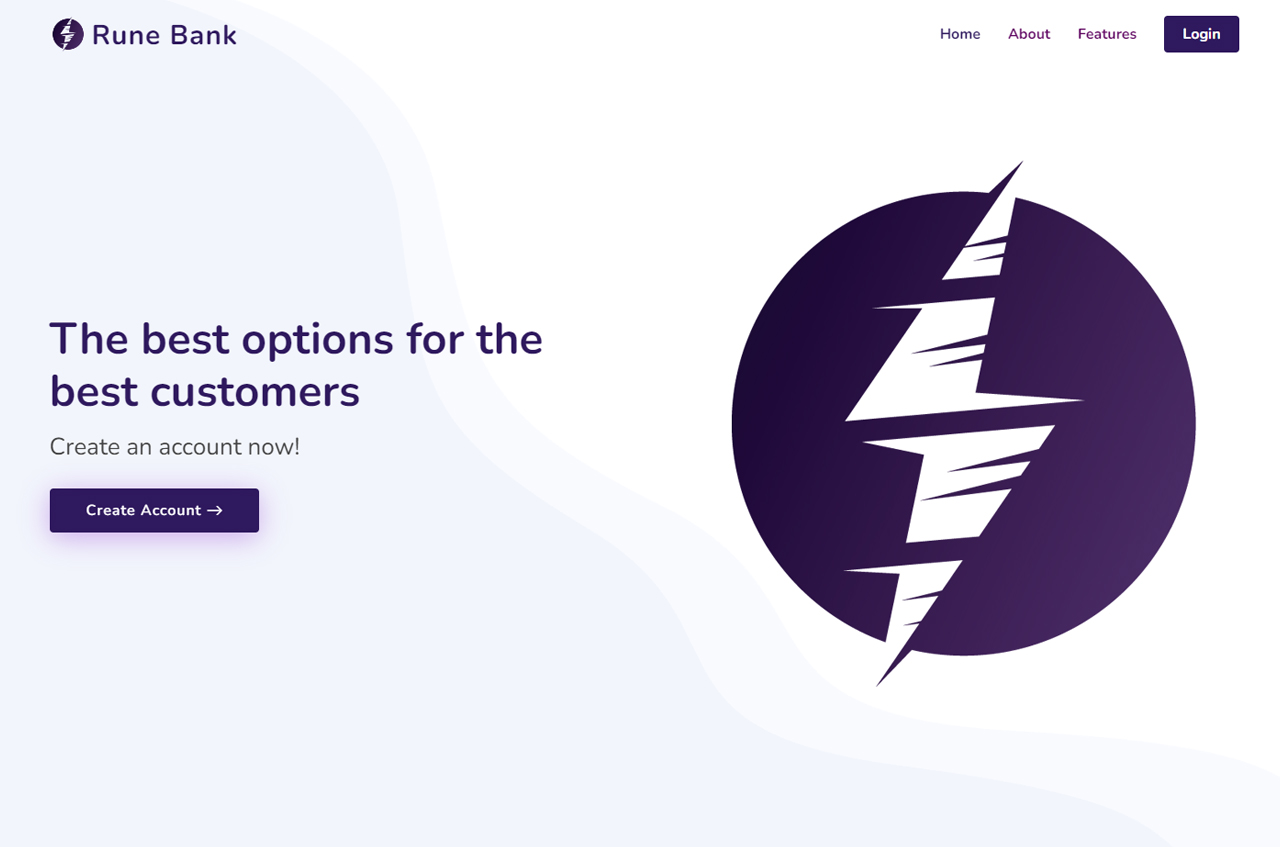 Rune Bank
Home
About
Features
Login
The best options for the
best customers
Create an account now!
Create Account →